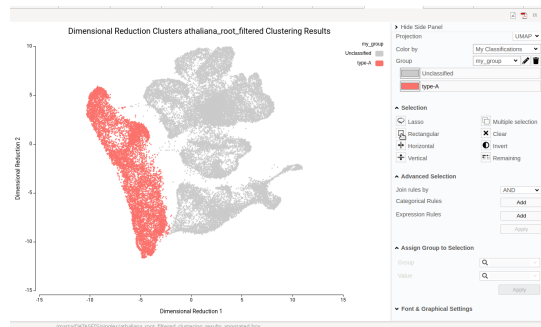 Hide Side Panel
Projection UMAP
Color by My Classifications
Group my_group
Unclassified
type-A
Selection
Lasso Multiple selection
Rectangular Clear
Horizontal Invert
Vertical Remaining
Advanced Selection
Join rules by AND
Categorical Rules Add
Expression Rules Add
Apply
Assign Group to Selection
Group
Value
Apply
Font & Graphical Settings
Dimensional Reduction Clusters athaliana_root_filtered Clustering Results
my_group
Unclassified
type-A
Dimensional Reduction 2
10
5
0
-5
-10
-15
-15 -10 -5 0 5 10 15
Dimensional Reduction 1